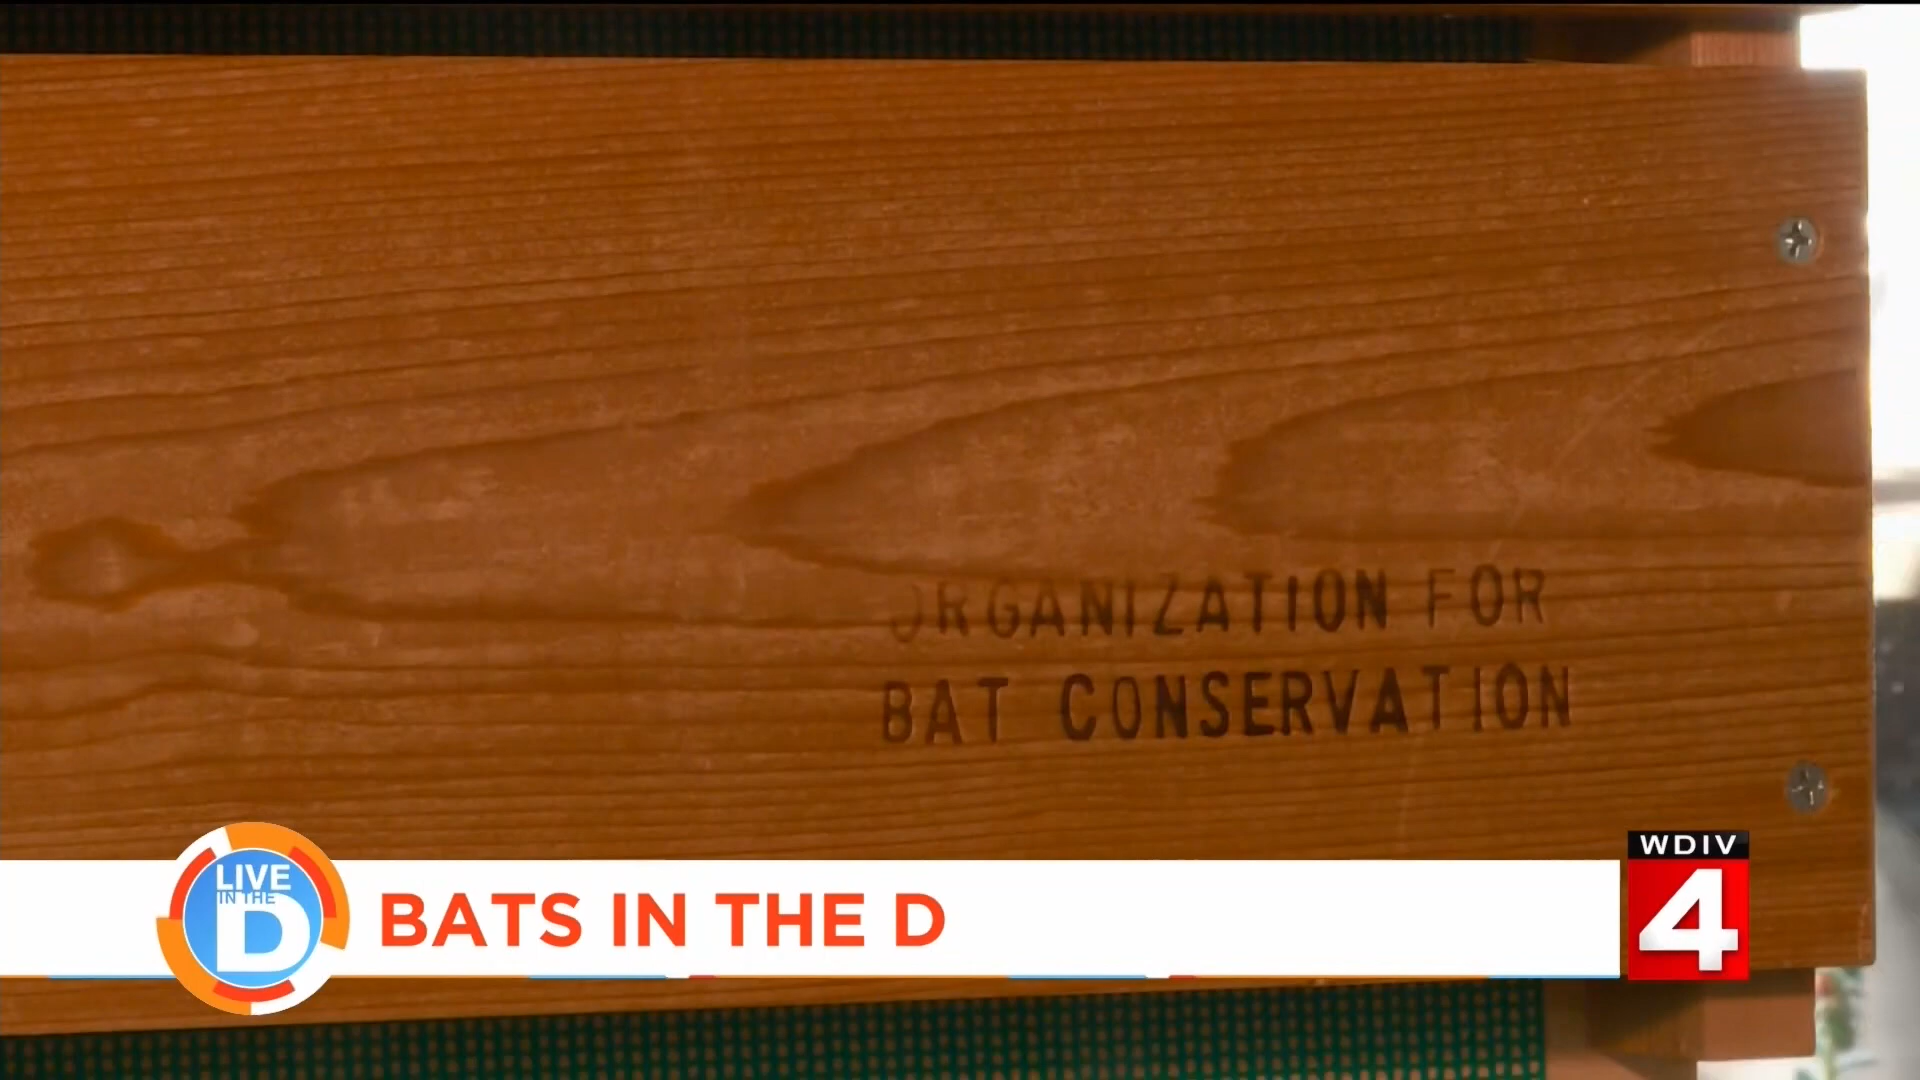 ORGANIZATION FOR
BAT CONSERVATION
LIVE
IN THE
D
BATS IN THE D
WDIV
4